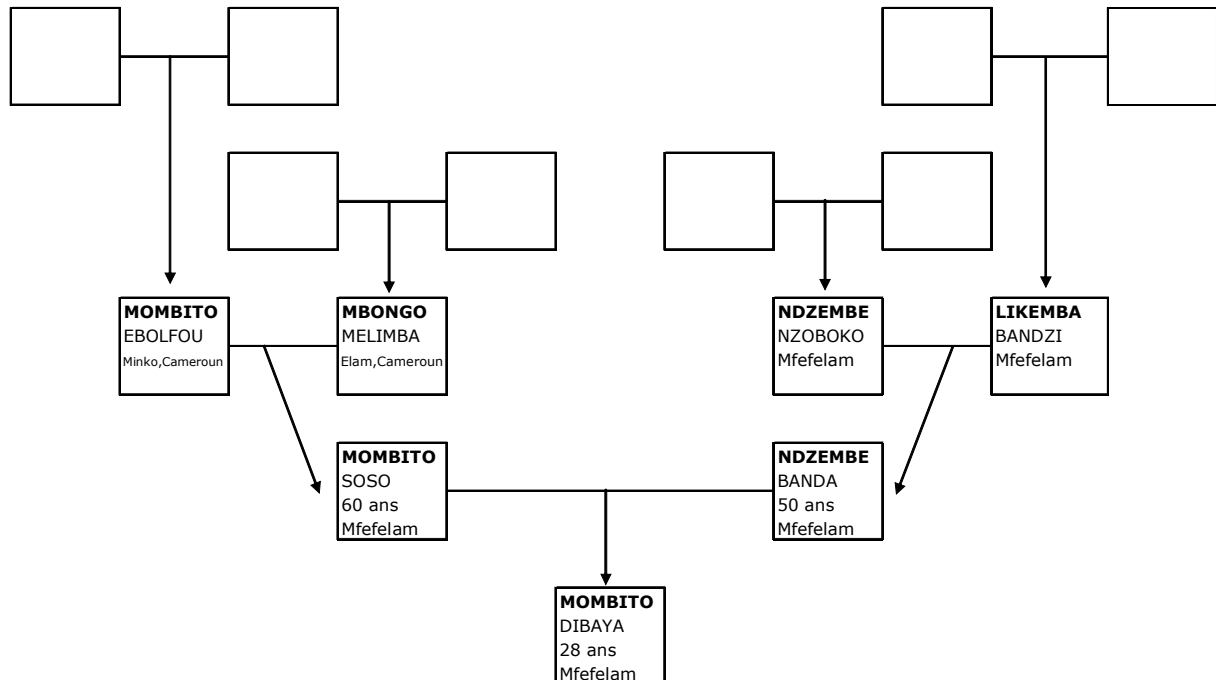 MOMBITO
EBOLFOU
Minko,Cameroun
MBONGO
MELIMBA
Elam,Cameroun
NDZEMBE
NZOBOKO
Mfefelam
LIKEMBA
BANDZI
Mfefelam
MOMBITO
SOSO
60 ans
Mfefelam
NDZEMBE
BANDA
50 ans
Mfefelam
MOMBITO
DIBAYA
28 ans
Mfefelam